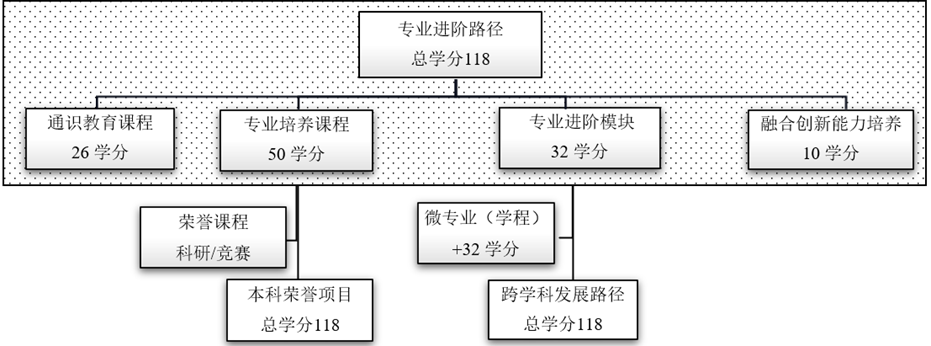 专业进阶路径
总学分118
通识教育课程
26 学分
专业培养课程
50 学分
专业进阶模块
32 学分
融合创新能力培养
10 学分
荣誉课程
科研/竞赛
微专业（学程）
+32 学分
本科荣誉项目
总学分118
跨学科发展路径
总学分118